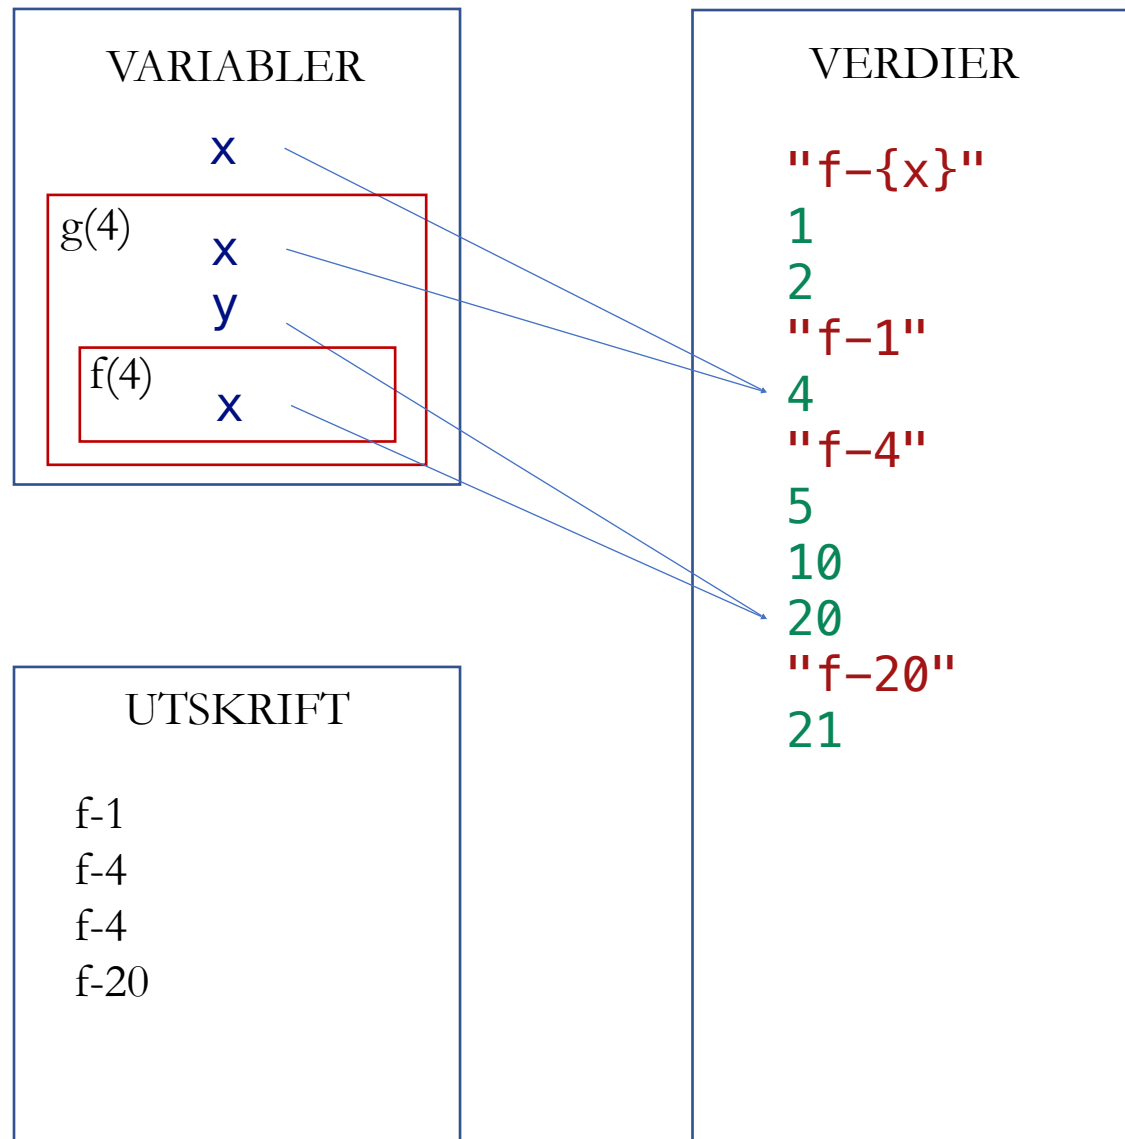 VARIABLER
x
g(4)
x
y
f(4)
x
VERDIER
"f–{x}"
1
2
"f–1"
4
"f–4"
5
10
20
"f–20"
21
UTSKRIFT
f-1
f-4
f-4
f-20